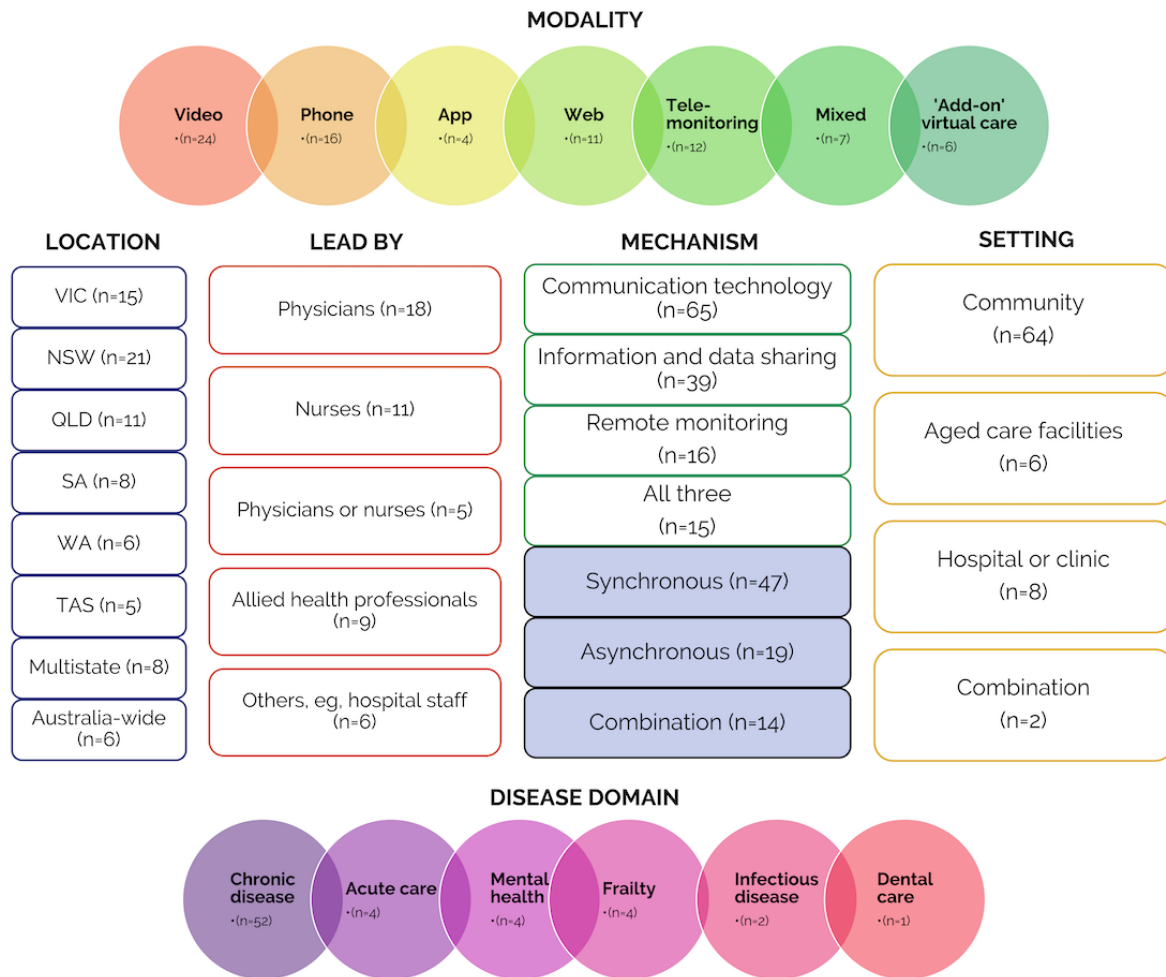 MODALITY
Video
•(n=24)
Phone
•(n=16)
App
•(n=4)
Web
•(n=11)
Tele-
monitoring
•(n=12)
Mixed
•(n=7)
'Add-on'
virtual care
•(n=6)
LOCATION
VIC (n=15)
NSW (n=21)
QLD (n=11)
SA (n=8)
WA (n=6)
TAS (n=5)
Multistate (n=8)
Australia-wide
(n=6)
LEAD BY
Physicians (n=18)
Nurses (n=11)
Physicians or nurses (n=5)
Allied health professionals
(n=9)
Others, eg, hospital staff
(n=6)
MECHANISM
Communication technology
(n=65)
Information and data sharing
(n=39)
Remote monitoring
(n=16)
All three
(n=15)
Synchronous (n=47)
Asynchronous (n=19)
Combination (n=14)
SETTING
Community
(n=64)
Aged care facilities
(n=6)
Hospital or clinic
(n=8)
Combination
(n=2)
DISEASE DOMAIN
Chronic
disease
•(n=52)
Acute care
•(n=4)
Mental
health
•(n=4)
Frailty
•(n=4)
Infectious
disease
•(n=2)
Dental
care
•(n=1)